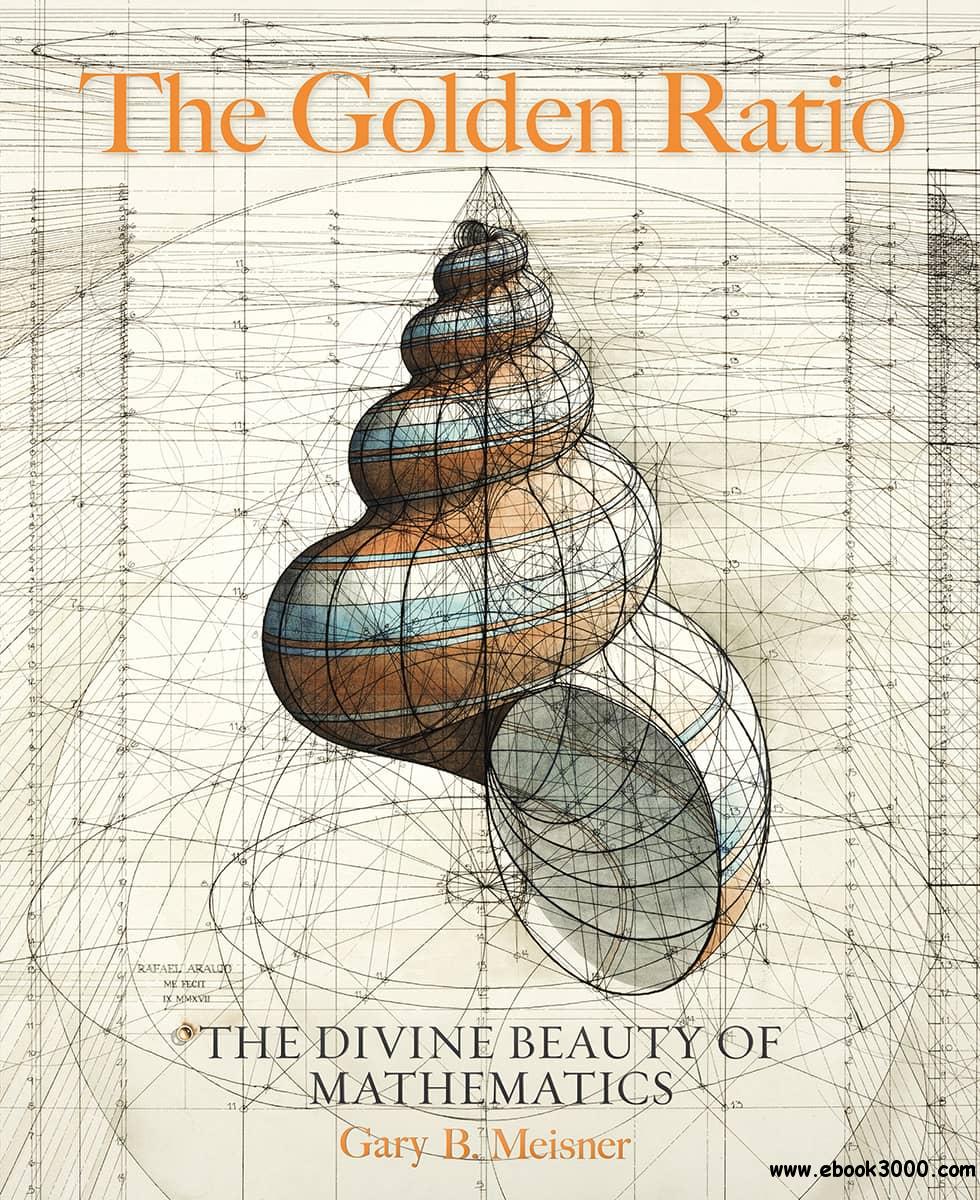 The Golden Ratio
RAFAEL ARAUJO
ME FECIT
IX MMXVII
THE DIVINE BEAUTY OF
MATHEMATICS
Gary B. Meisner
www.ebook3000.com